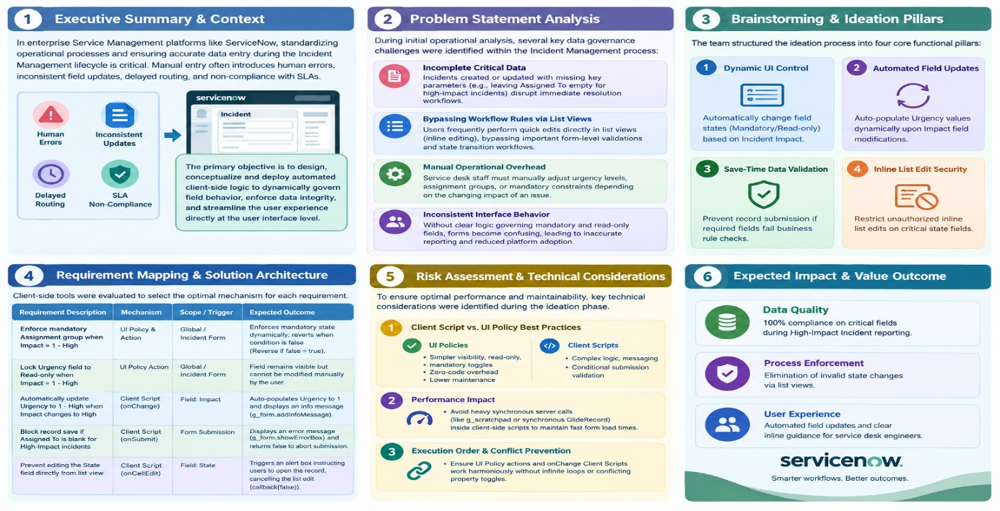 1 Executive Summary & Context
In enterprise Service Management platforms like ServiceNow, standardizing
operational processes and ensuring accurate data entry during the Incident
Management lifecycle is critical. Manual entry often introduces human errors,
inconsistent field updates, delayed routing, and non-compliance with SLAs.
Human
Errors
Inconsistent
Updates
Delayed
Routing
SLA
Non-Compliance
servicenow
Incident
The primary objective is to design,
conceptualize and deploy automated
client-side logic to dynamically govern
field behavior, enforce data integrity,
and streamline the user experience
directly at the user interface level.
2 Problem Statement Analysis
During initial operational analysis, several key data governance
challenges were identified within the Incident Management process:
Incomplete Critical Data
Incidents created or updated with missing key
parameters (e.g., leaving Assigned To empty for
high-impact incidents) disrupt immediate resolution
workflows.
Bypassing Workflow Rules via List Views
Users frequently perform quick edits directly in list views
(inline editing), bypassing important form-level validations
and state transition workflows.
Manual Operational Overhead
Service desk staff must manually adjust urgency levels,
assignment groups, or mandatory constraints depending
on the changing impact of an issue.
Inconsistent Interface Behavior
Without clear logic governing mandatory and read-only
fields, forms become confusing, leading to inaccurate
reporting and reduced platform adoption.
3 Brainstorming & Ideation Pillars
The team structured the ideation process into four core functional pillars:
1 Dynamic UI Control
Automatically change field
states (Mandatory/Read-only)
based on Incident Impact.
2 Automated Field Updates
Auto-populate Urgency values
dynamically upon Impact field
modifications.
3 Save-Time Data Validation
Prevent record submission if
required fields fail business
rule checks.
4 Inline List Edit Security
Restrict unauthorized inline
list edits on critical state fields.
4 Requirement Mapping & Solution Architecture
Client-side tools were evaluated to select the optimal mechanism for each requirement.
Requirement Description Mechanism Scope / Trigger Expected Outcome
Enforce mandatory
Assignment group when
Impact = 1 - High
UI Policy &
Action
Global /
Incident Form
Enforces mandatory state
dynamically; reverts when
condition is false
(Reverse if false = true).
Lock Urgency field to
Read-only when
Impact = 1 - High
UI Policy Action
Global /
Incident Form
Field remains visible but
cannot be modified manually
by the user.
Automatically update
Urgency to 1 - High when
Impact changes to High
Client Script
(onChange)
Field: Impact
Auto-populates Urgency to 1
and displays an info message
(g_form.addInfoMessage).
Block record save if
Assigned To is blank for
High-Impact incidents
Client Script
(onSubmit)
Form Submission
Displays an error message
(g_form.showErrorBox) and
returns false to abort submission.
Prevent editing the State
field directly from list view
Client Script
(onCellEdit)
Field: State
Triggers an alert box instructing
users to open the record,
cancelling the list edit
(callback(false)).
5 Risk Assessment & Technical Considerations
To ensure optimal performance and maintainability, key technical
considerations were identified during the ideation phase.
1 Client Script vs. UI Policy Best Practices
UI Policies
• Simpler visibility, read-only,
• mandatory toggles
• Zero-code overhead
• Lower maintenance
</> Client Scripts
• Complex logic, messaging
• Conditional submission
validation
2 Performance Impact
• Avoid heavy synchronous server calls
(like g_scratchpad or synchronous GlideRecord)
inside client-side scripts to maintain fast form load times.
3 Execution Order & Conflict Prevention
• Ensure UI Policy actions and onChange Client Scripts
work harmoniously without infinite loops or conflicting
property toggles.
6 Expected Impact & Value Outcome
Data Quality
100% compliance on critical fields
during High-Impact Incident reporting.
Process Enforcement
Elimination of invalid state changes
via list views.
User Experience
Automated field updates and clear
inline guidance for service desk engineers.
servicenow.
Smarter workflows. Better outcomes.